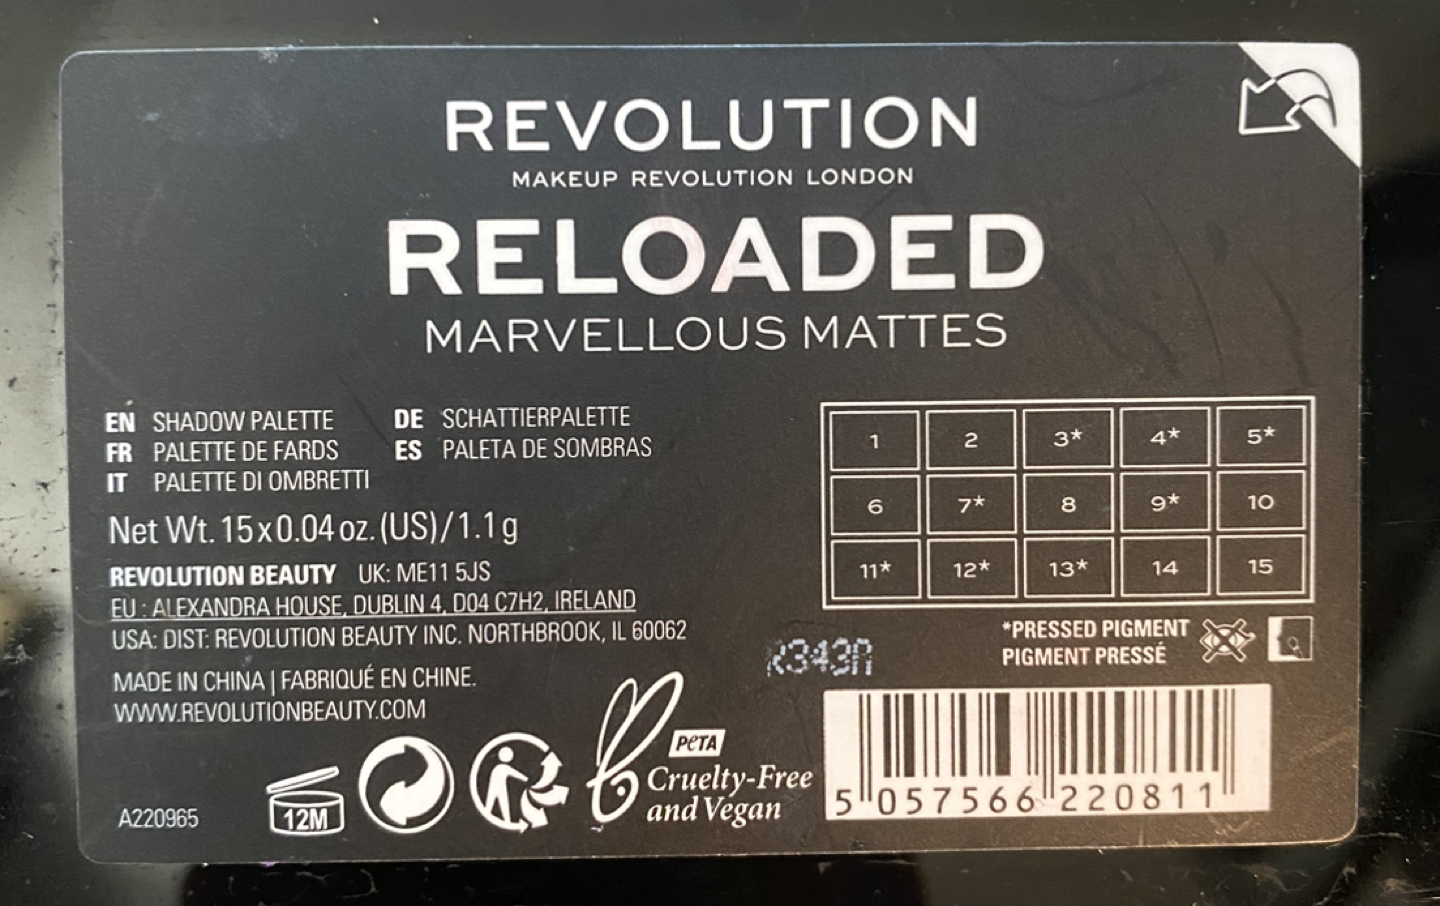 REVOLUTION
MAKEUP REVOLUTION LONDON
RELOADED
MARVELLOUS MATTES
EN SHADOW PALETTE
FR PALETTE DE FARDS
IT PALETTE DI OMBRETTI
DE SCHATTIERPALETTE
ES PALETA DE SOMBRAS
Net Wt. 15x0.04 oz. (US)/1.1g
REVOLUTION BEAUTY UK: ME11 5JS
EU : ALEXANDRA HOUSE, DUBLIN 4, D04 C7H2, IRELAND
USA: DIST: REVOLUTION BEAUTY INC. NORTHBROOK, IL 60062
MADE IN CHINA | FABRIQUÉ EN CHINE.
WWW.REVOLUTIONBEAUTY.COM
1 2 3* 4* 5*
6 7* 8 9* 10
11* 12* 13* 14 15
*PRESSED PIGMENT
PIGMENT PRESSÉ
A220965
12M
PETA
Cruelty-Free
and Vegan
5 057566 220811